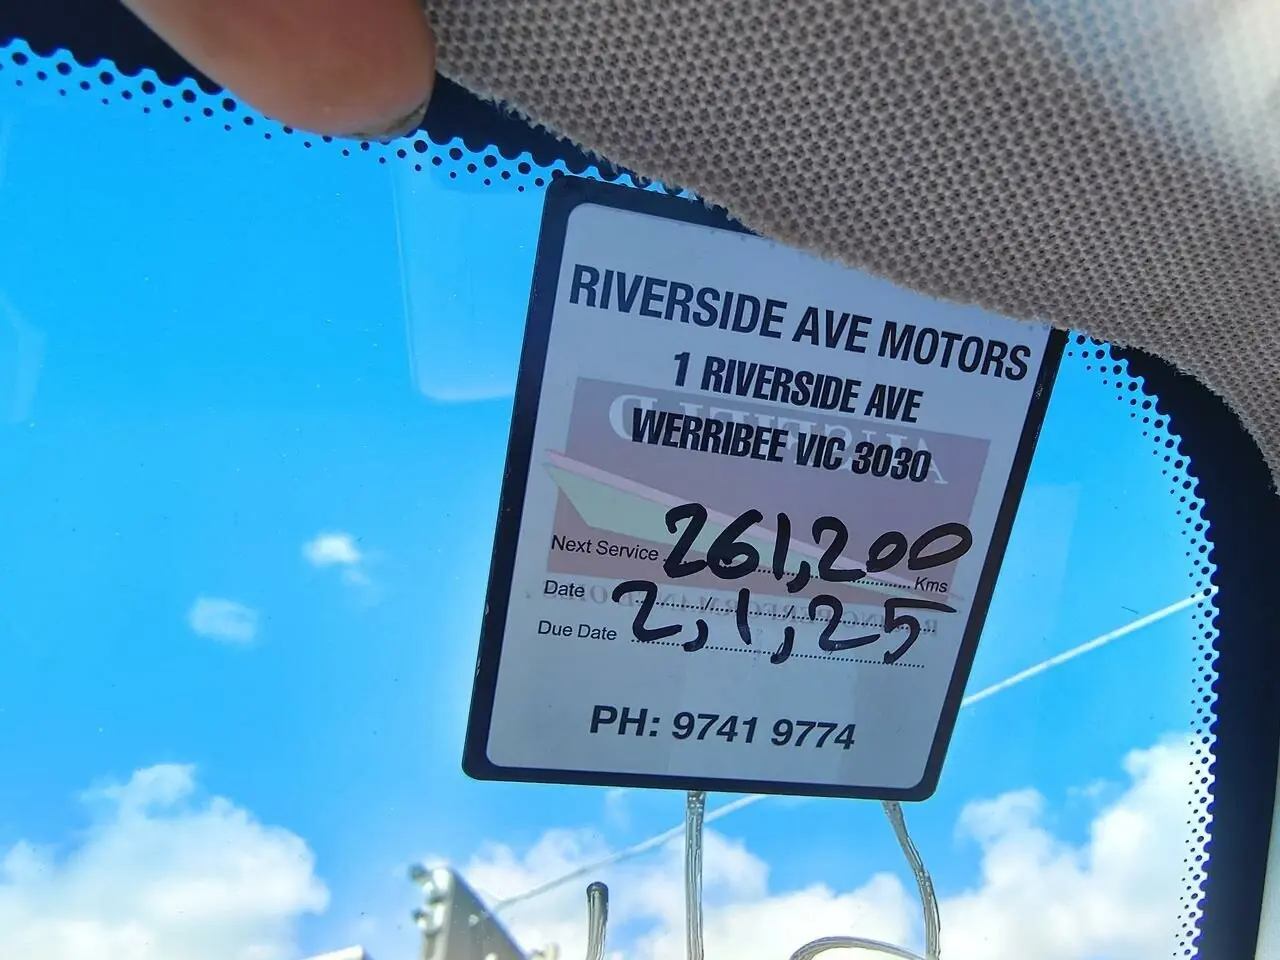 RIVERSIDE AVE MOTORS
1 RIVERSIDE AVE
WERRIBEE VIC 3030
Next Service 261,200 Kms
Date 2,1,25
Due Date
PH: 9741 9774